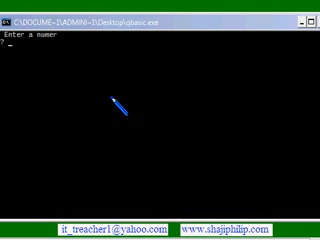 C:\DOCUME~1\ADMINI~1\Desktop\qbasic.exe
Enter a numer
? _
it_treacher1@yahoo.com www.shajiphilip.com